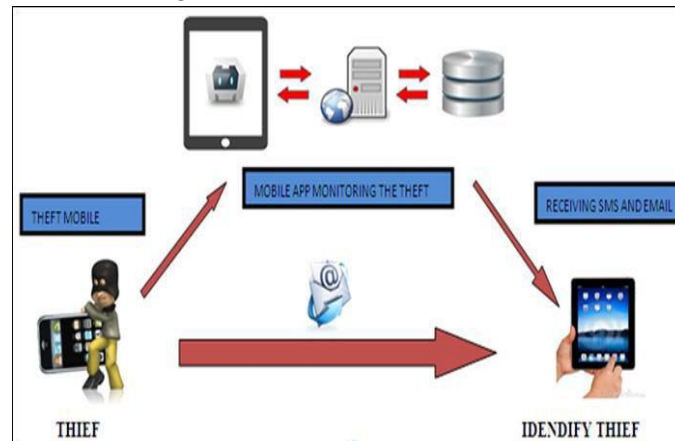 MOBILE APP MONITORING THE THEFT
THEFT MOBILE
RECEIVING SMS AND EMAIL
@
THIEF
IDENDIFY THIEF